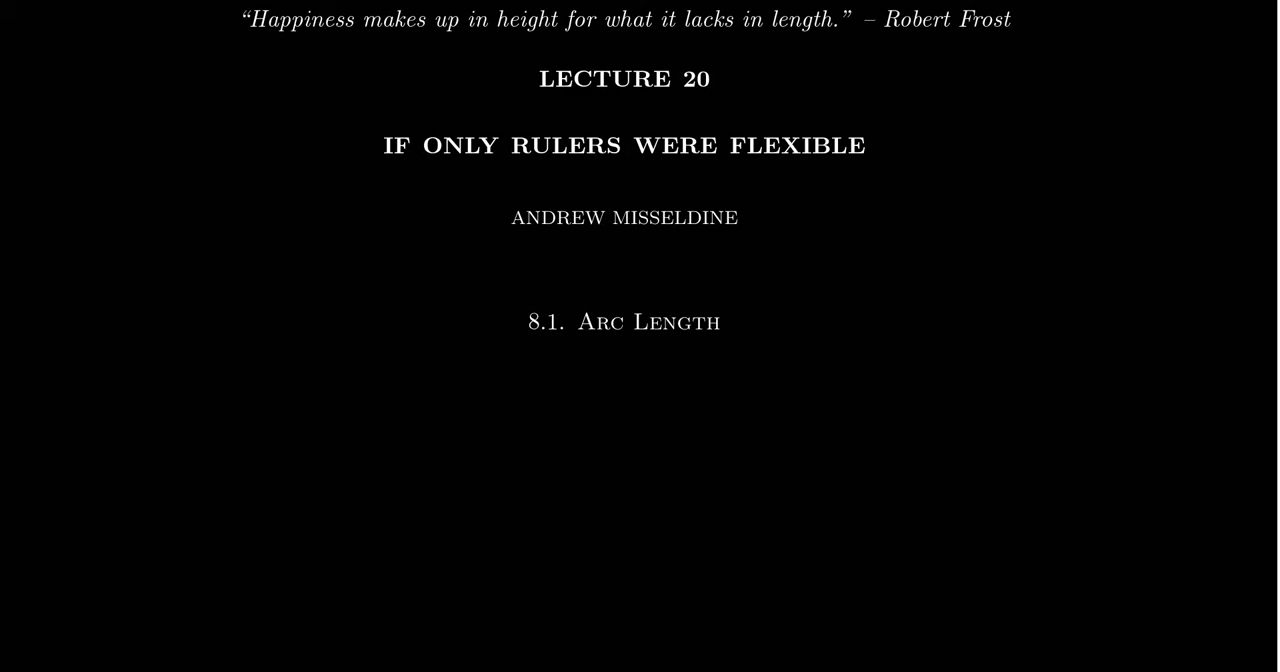 “Happiness makes up in height for what it lacks in length.” – Robert Frost
LECTURE 20
IF ONLY RULERS WERE FLEXIBLE
ANDREW MISSELDINE
8.1. Arc Length